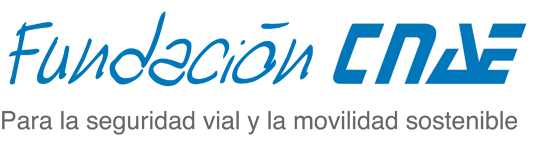 Fundación CNAE
Para la seguridad vial y la movilidad sostenible